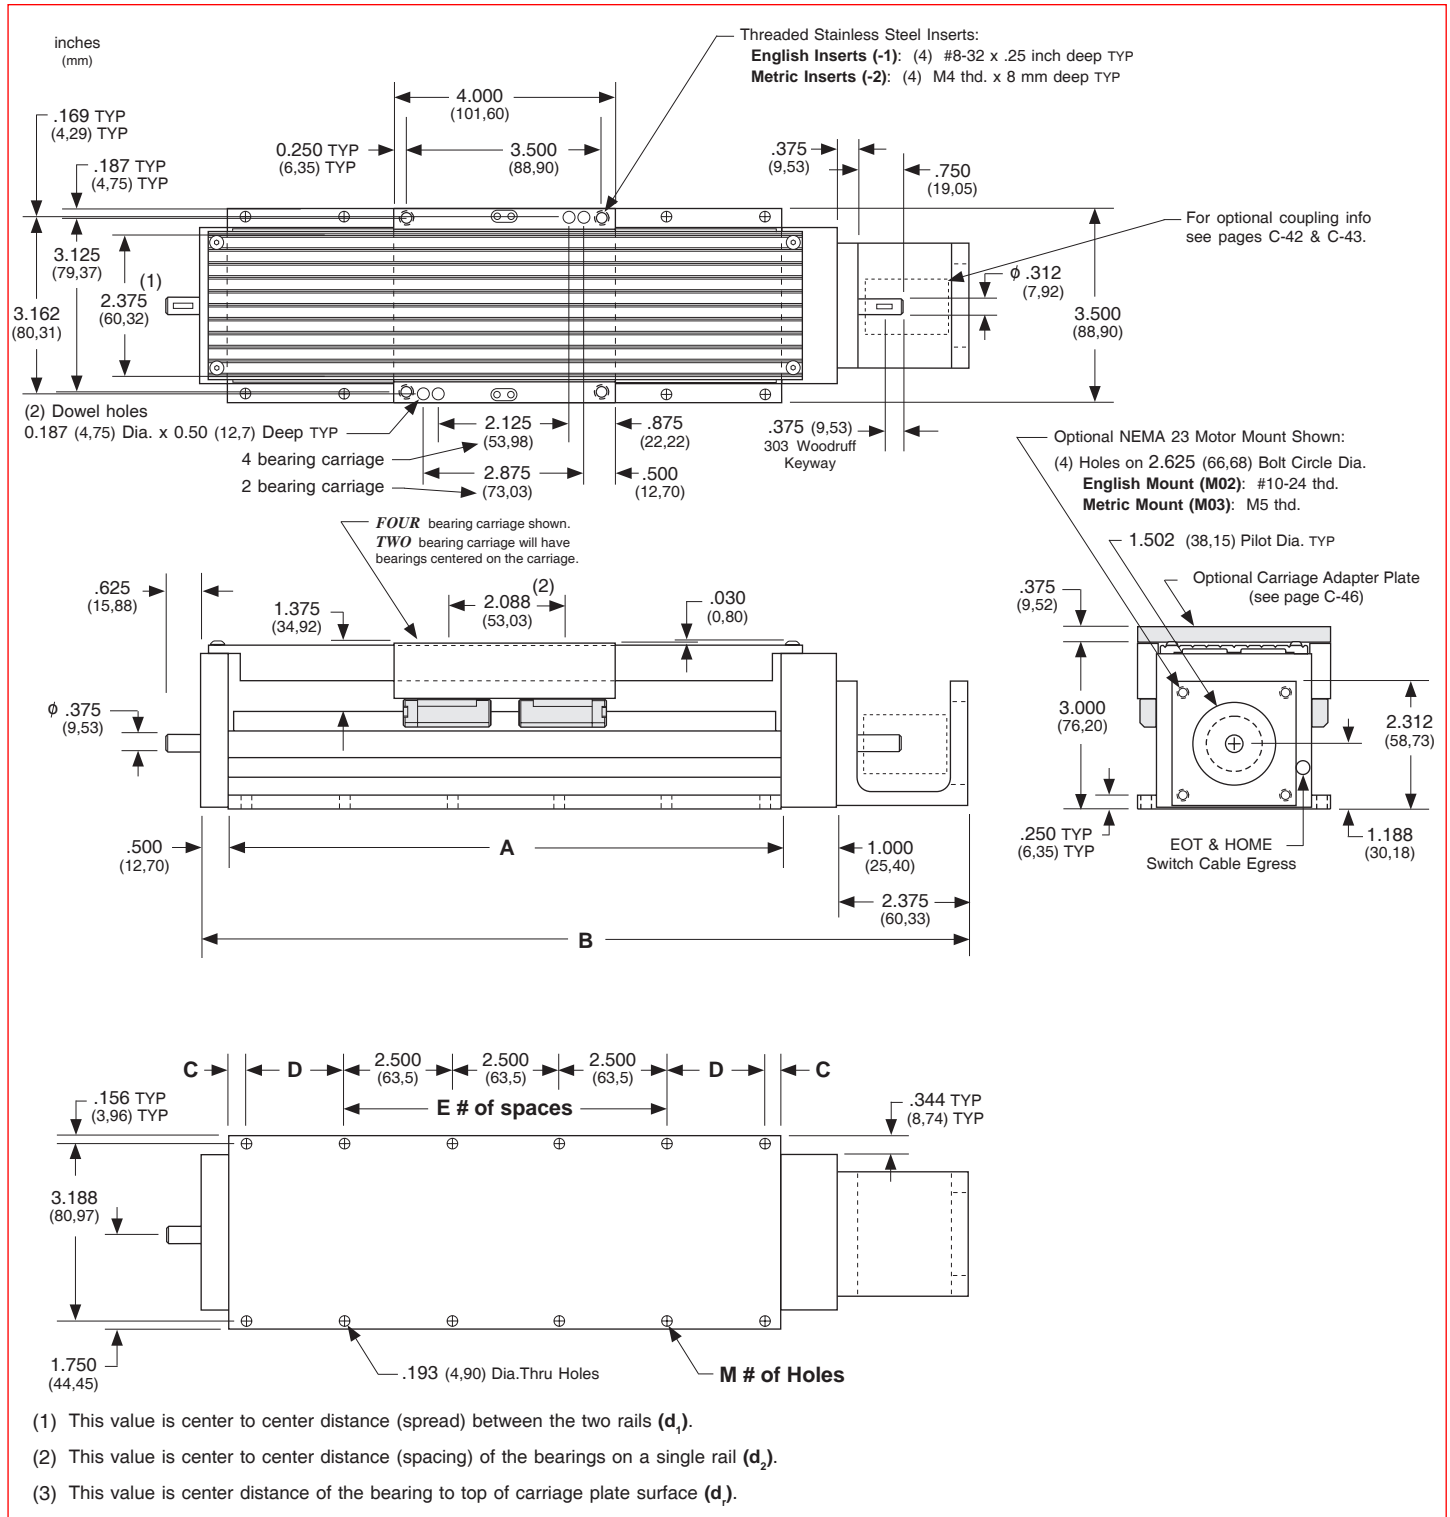 inches
(mm)
Threaded Stainless Steel Inserts:
English Inserts (-1): (4) #8-32 x .25 inch deep TYP
Metric Inserts (-2): (4) M4 thd. x 8 mm deep TYP
4.000
(101,60)
.169 TYP
(4,29) TYP
0.250 TYP
(6,35) TYP
3.500
(88,90)
.375
(9,53)
.187 TYP
(4,75) TYP
.750
(19,05)
For optional coupling info
see pages C-42 & C-43.
3.125
(79,37)
(1)
2.375
(60,32)
3.162
(80,31)
ϕ .312
(7,92)
3.500
(88,90)
(2) Dowel holes
0.187 (4,75) Dia. x 0.50 (12,7) Deep TYP
2.125
(53,98)
.875
(22,22)
4 bearing carriage
2.875
(73,03)
.500
(12,70)
2 bearing carriage
.375 (9,53)
303 Woodruff
Keyway
Optional NEMA 23 Motor Mount Shown:
(4) Holes on 2.625 (66,68) Bolt Circle Dia.
English Mount (M02): #10-24 thd.
Metric Mount (M03): M5 thd.
FOUR bearing carriage shown.
TWO bearing carriage will have
bearings centered on the carriage.
1.502 (38,15) Pilot Dia. TYP
Optional Carriage Adapter Plate
(see page C-46)
.375
(9,52)
.625
(15,88)
1.375
(34,92)
(2)
2.088
(53,03)
.030
(0,80)
ϕ .375
(9,53)
3.000
(76,20)
2.312
(58,73)
.250 TYP
(6,35) TYP
EOT & HOME
Switch Cable Egress
1.188
(30,18)
.500
(12,70)
A
1.000
(25,40)
2.375
(60,33)
B
C
D
2.500
(63,5)
2.500
(63,5)
2.500
(63,5)
D
C
E # of spaces
.156 TYP
(3,96) TYP
.344 TYP
(8,74) TYP
3.188
(80,97)
1.750
(44,45)
.193 (4,90) Dia.Thru Holes
M # of Holes
(1) This value is center to center distance (spread) between the two rails (d1).
(2) This value is center to center distance (spacing) of the bearings on a single rail (d2).
(3) This value is center distance of the bearing to top of carriage plate surface (dr).